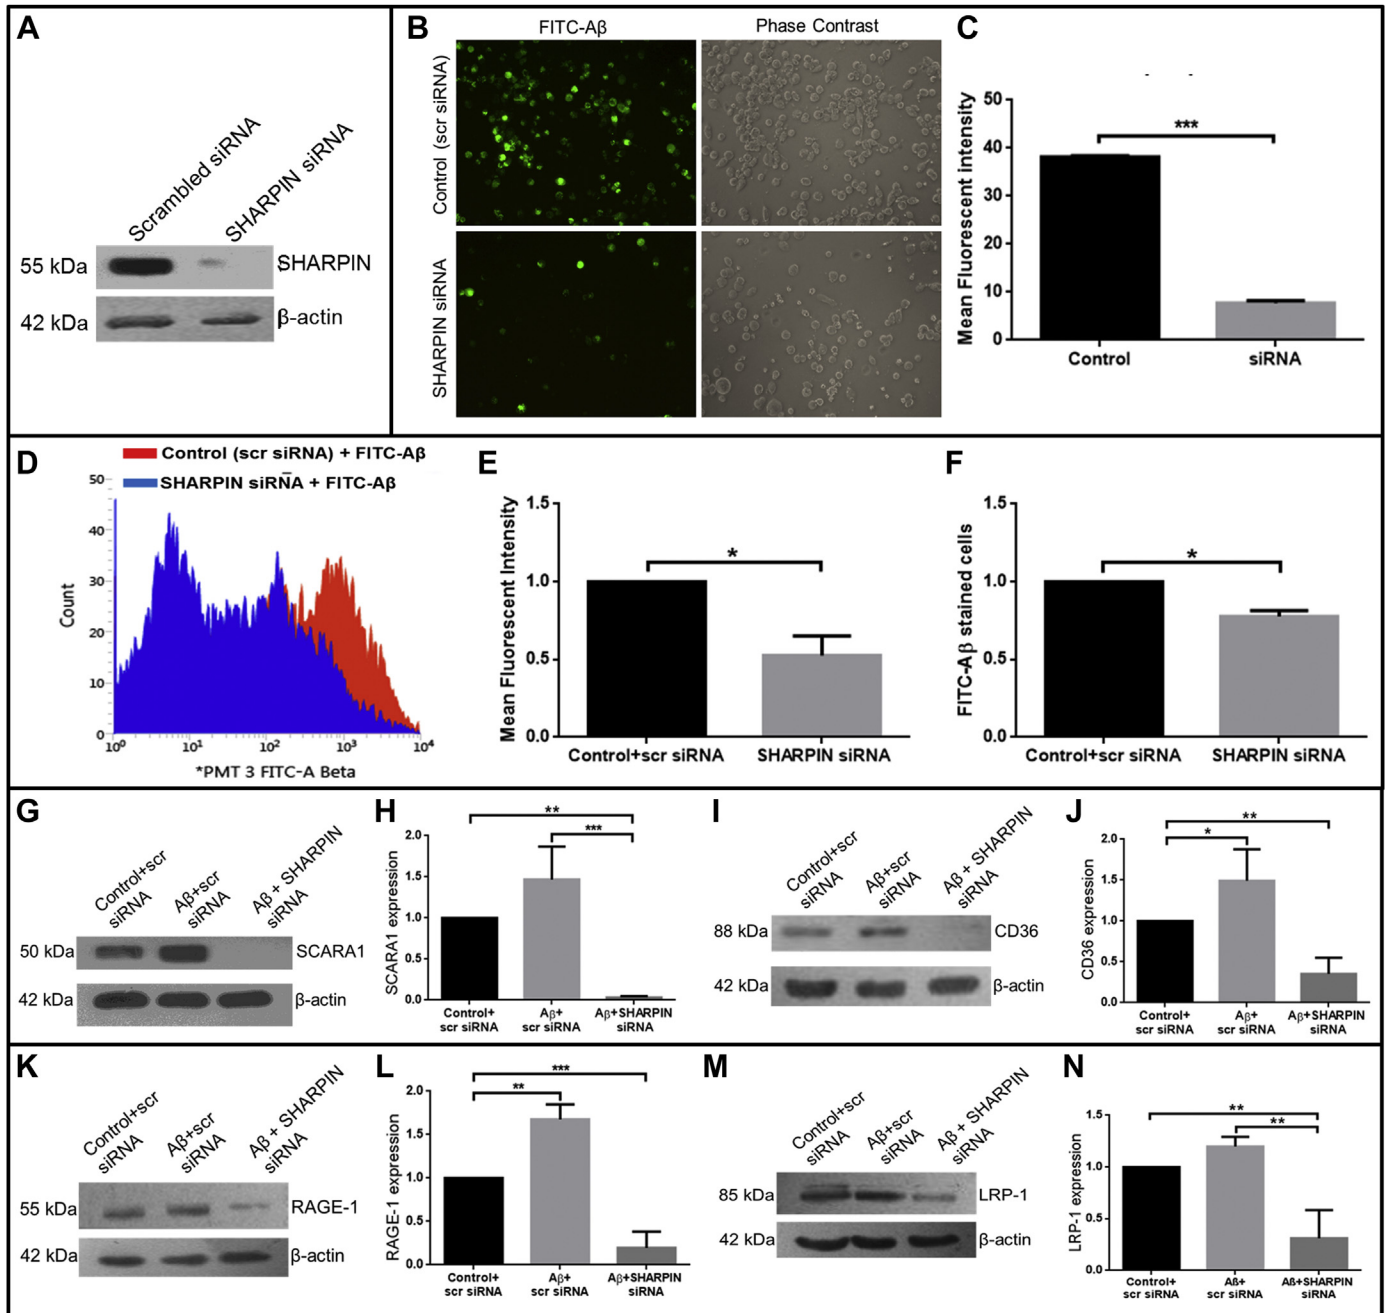 A
Scrambled siRNA
SHARPIN siRNA
55 kDa
SHARPIN
42 kDa
β-actin
B
FITC-Aβ
Phase Contrast
Control (scr siRNA)
SHARPIN siRNA
C
Mean Fluorescent intensity
50
40
30
20
10
0
***
Control
siRNA
D
Control (scr siRNA) + FITC-Aβ
SHARPIN siRNA + FITC-Aβ
Count
50
40
30
20
10
0
10⁰
10¹
10²
10³
10⁴
*PMT 3 FITC-A Beta
E
Mean Fluorescent Intensity
1.5
1.0
0.5
0.0
*
Control+scr siRNA
SHARPIN siRNA
F
FITC-Aβ stained cells
1.5
1.0
0.5
0.0
*
Control+scr siRNA
SHARPIN siRNA
G
Control+scr
siRNA
Aβ+scr
siRNA
Aβ + SHARPIN
siRNA
50 kDa
SCARA1
42 kDa
β-actin
H
SCARA1 expression
2.0
1.5
1.0
0.5
0.0
**
***
Control+
scr siRNA
Aβ+
scr siRNA
Aβ+SHARPIN
siRNA
I
Control+scr
siRNA
Aβ+scr
siRNA
Aβ + SHARPIN
siRNA
88 kDa
CD36
42 kDa
β-actin
J
CD36 expression
2.0
1.5
1.0
0.5
0.0
**
*
Control+
scr siRNA
Aβ+
scr siRNA
Aβ+SHARPIN
siRNA
K
Control+scr
siRNA
Aβ+scr
siRNA
Aβ + SHARPIN
siRNA
55 kDa
RAGE-1
42 kDa
β-actin
L
RAGE-1 expression
2.0
1.5
1.0
0.5
0.0
***
**
Control+
scr siRNA
Aβ+
scr siRNA
Aβ+SHARPIN
siRNA
M
Control+scr
siRNA
Aβ+scr
siRNA
Aβ + SHARPIN
siRNA
85 kDa
LRP-1
42 kDa
β-actin
N
LRP-1 expression
1.5
1.0
0.5
0.0
**
**
Control+
scr siRNA
Aß+
scr siRNA
Aß+SHARPIN
siRNA